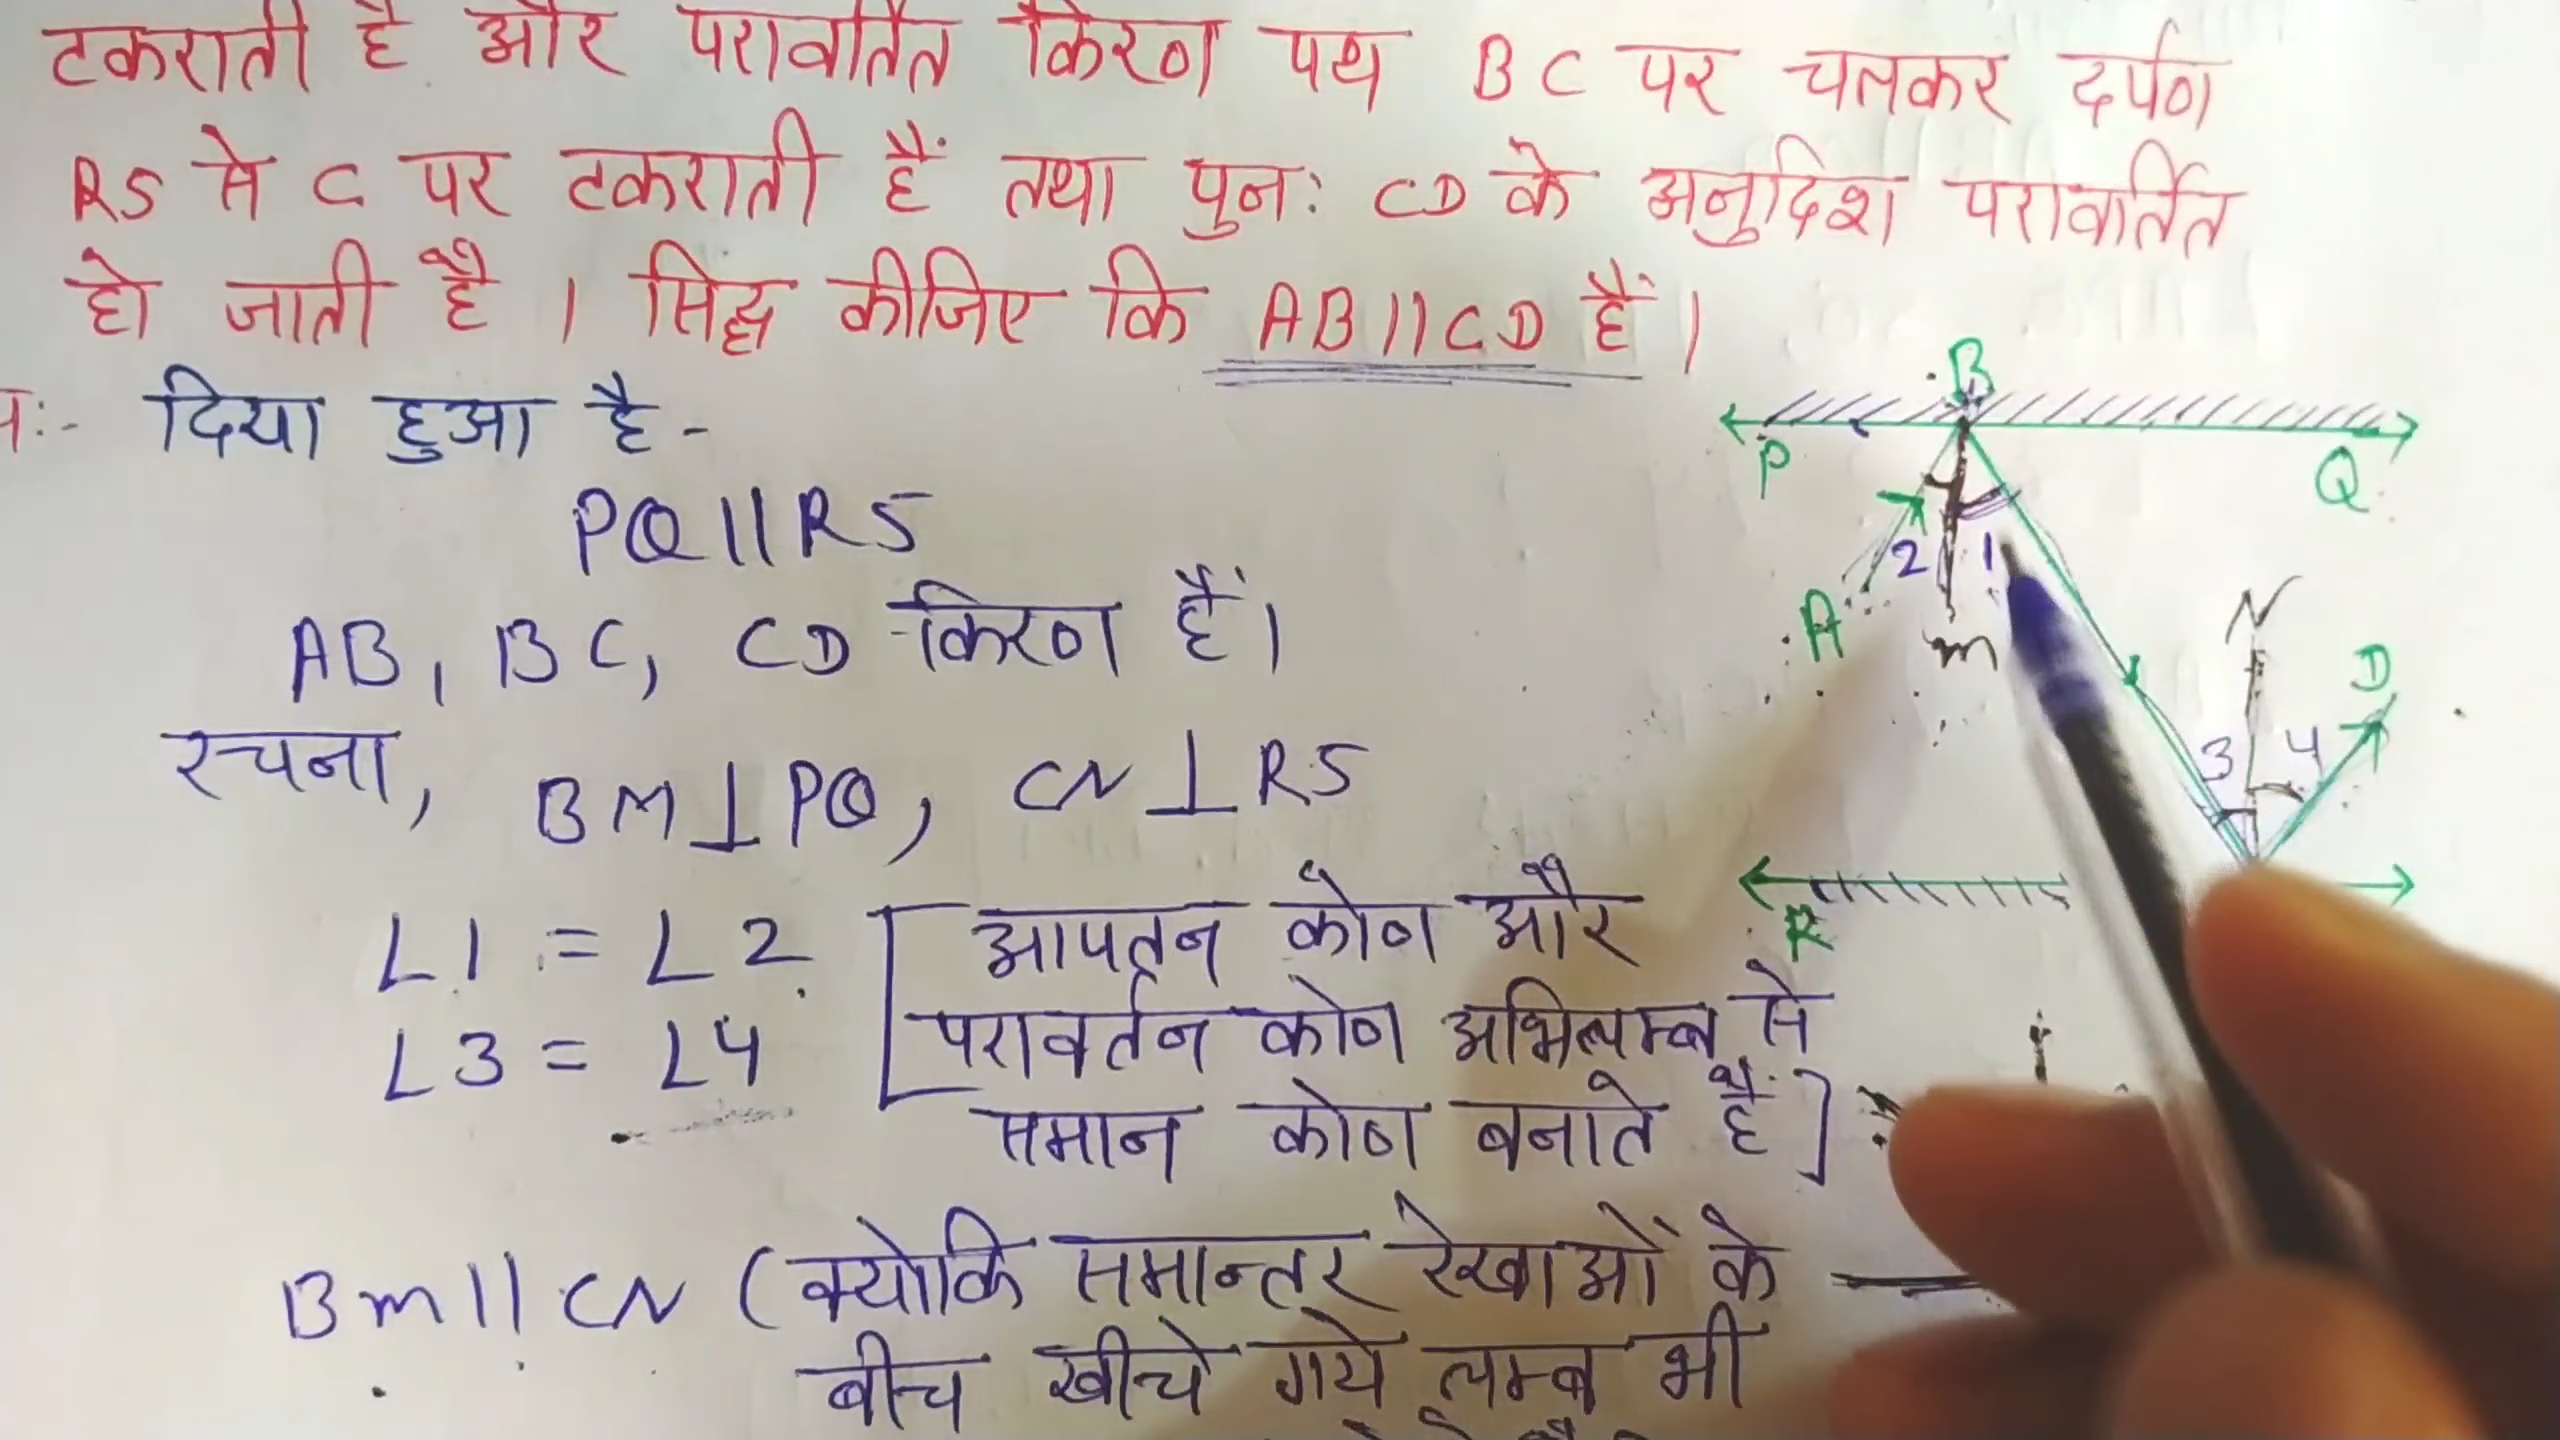 टकराती है और परावर्तित किरण पथ BC पर चलकर दर्पण
RS से C पर टकराती हैं तथा पुनः CD के अनुदिश परावर्तित
हो जाती है । सिद्ध कीजिए कि AB||CD हैं ।
:- दिया हुआ है -
PQ||RS
AB, BC, CD किरण हैं।
रचना, BM⊥PQ, CN⊥RS
∠1 = ∠2 [आपतन कोण और
∠3 = ∠4 परावर्तन कोण अभिलम्ब से
समान कोण बनाते हैं]
Bm||CN (क्योकि समान्तर रेखाओं के
बीच खीचे गये लम्ब भी
B
P Q
2 1
A m N D
3 4
R